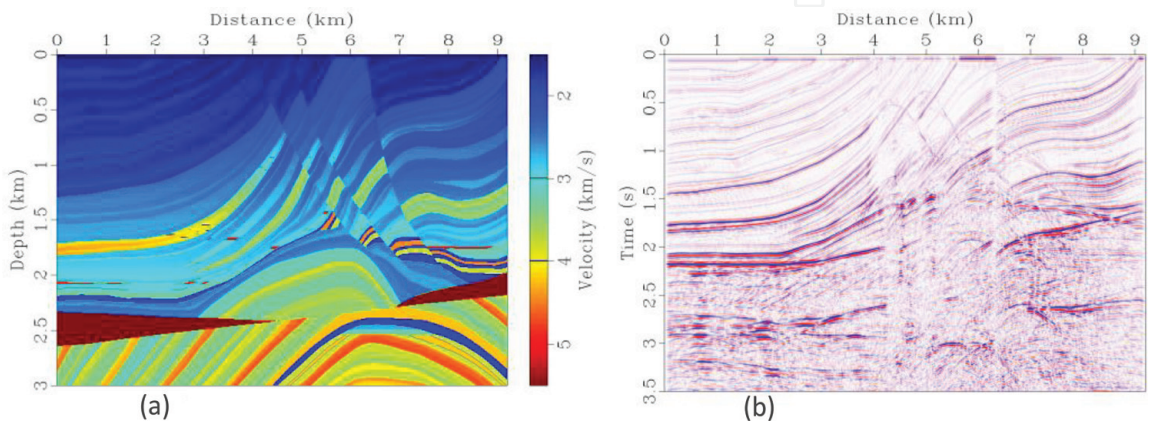 Distance (km)
0 1 2 3 4 5 6 7 8 9
Depth (km)
0 0.5 1 1.5 2 2.5 3
2 3 4 5
Velocity (km/s)
(a)
Distance (km)
0 1 2 3 4 5 6 7 8 9
Time (s)
0 0.5 1 1.5 2 2.5 3 3.5
(b)